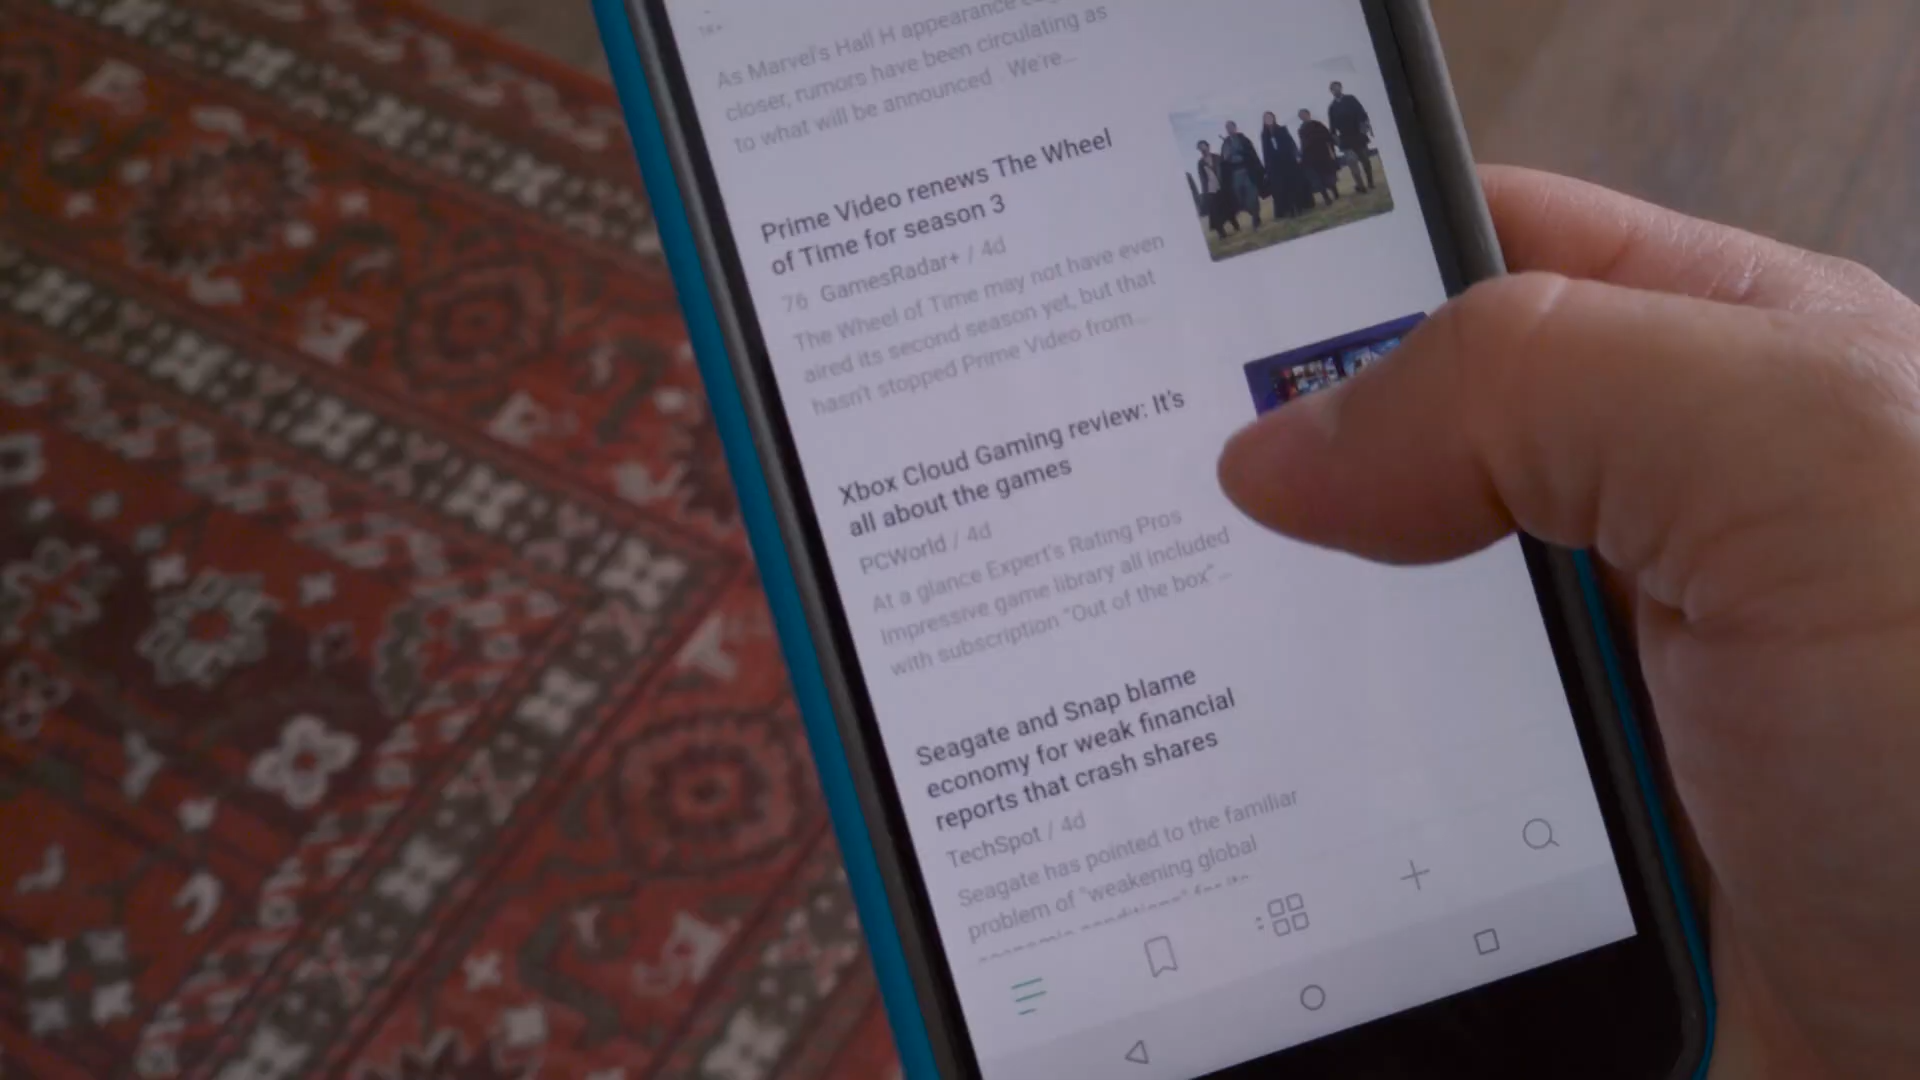 1K+
As Marvel's Hall H appearance
closer, rumors have been circulating as
to what will be announced . We're...
Prime Video renews The Wheel
of Time for season 3
76 GamesRadar+ / 4d
The Wheel of Time may not have even
aired its second season yet, but that
hasn't stopped Prime Video from...
Xbox Cloud Gaming review: It's
all about the games
PCWorld / 4d
At a glance Expert's Rating Pros
Impressive game library all included
with subscription "Out of the box"...
Seagate and Snap blame
economy for weak financial
reports that crash shares
TechSpot / 4d
Seagate has pointed to the familiar
problem of "weakening global